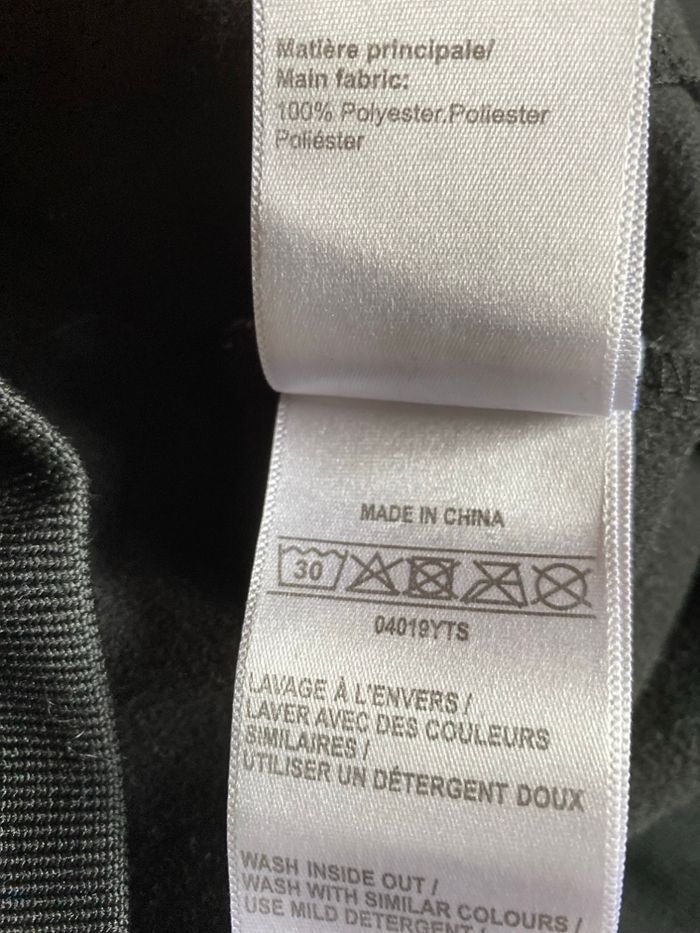 Matière principale/
Main fabric:
100% Polyester.Poliester
Poliéster
MADE IN CHINA
30
04019YTS
LAVAGE À L'ENVERS /
LAVER AVEC DES COULEURS
SIMILAIRES /
UTILISER UN DÉTERGENT DOUX
WASH INSIDE OUT /
WASH WITH SIMILAR COLOURS /
USE MILD DETERGENT /